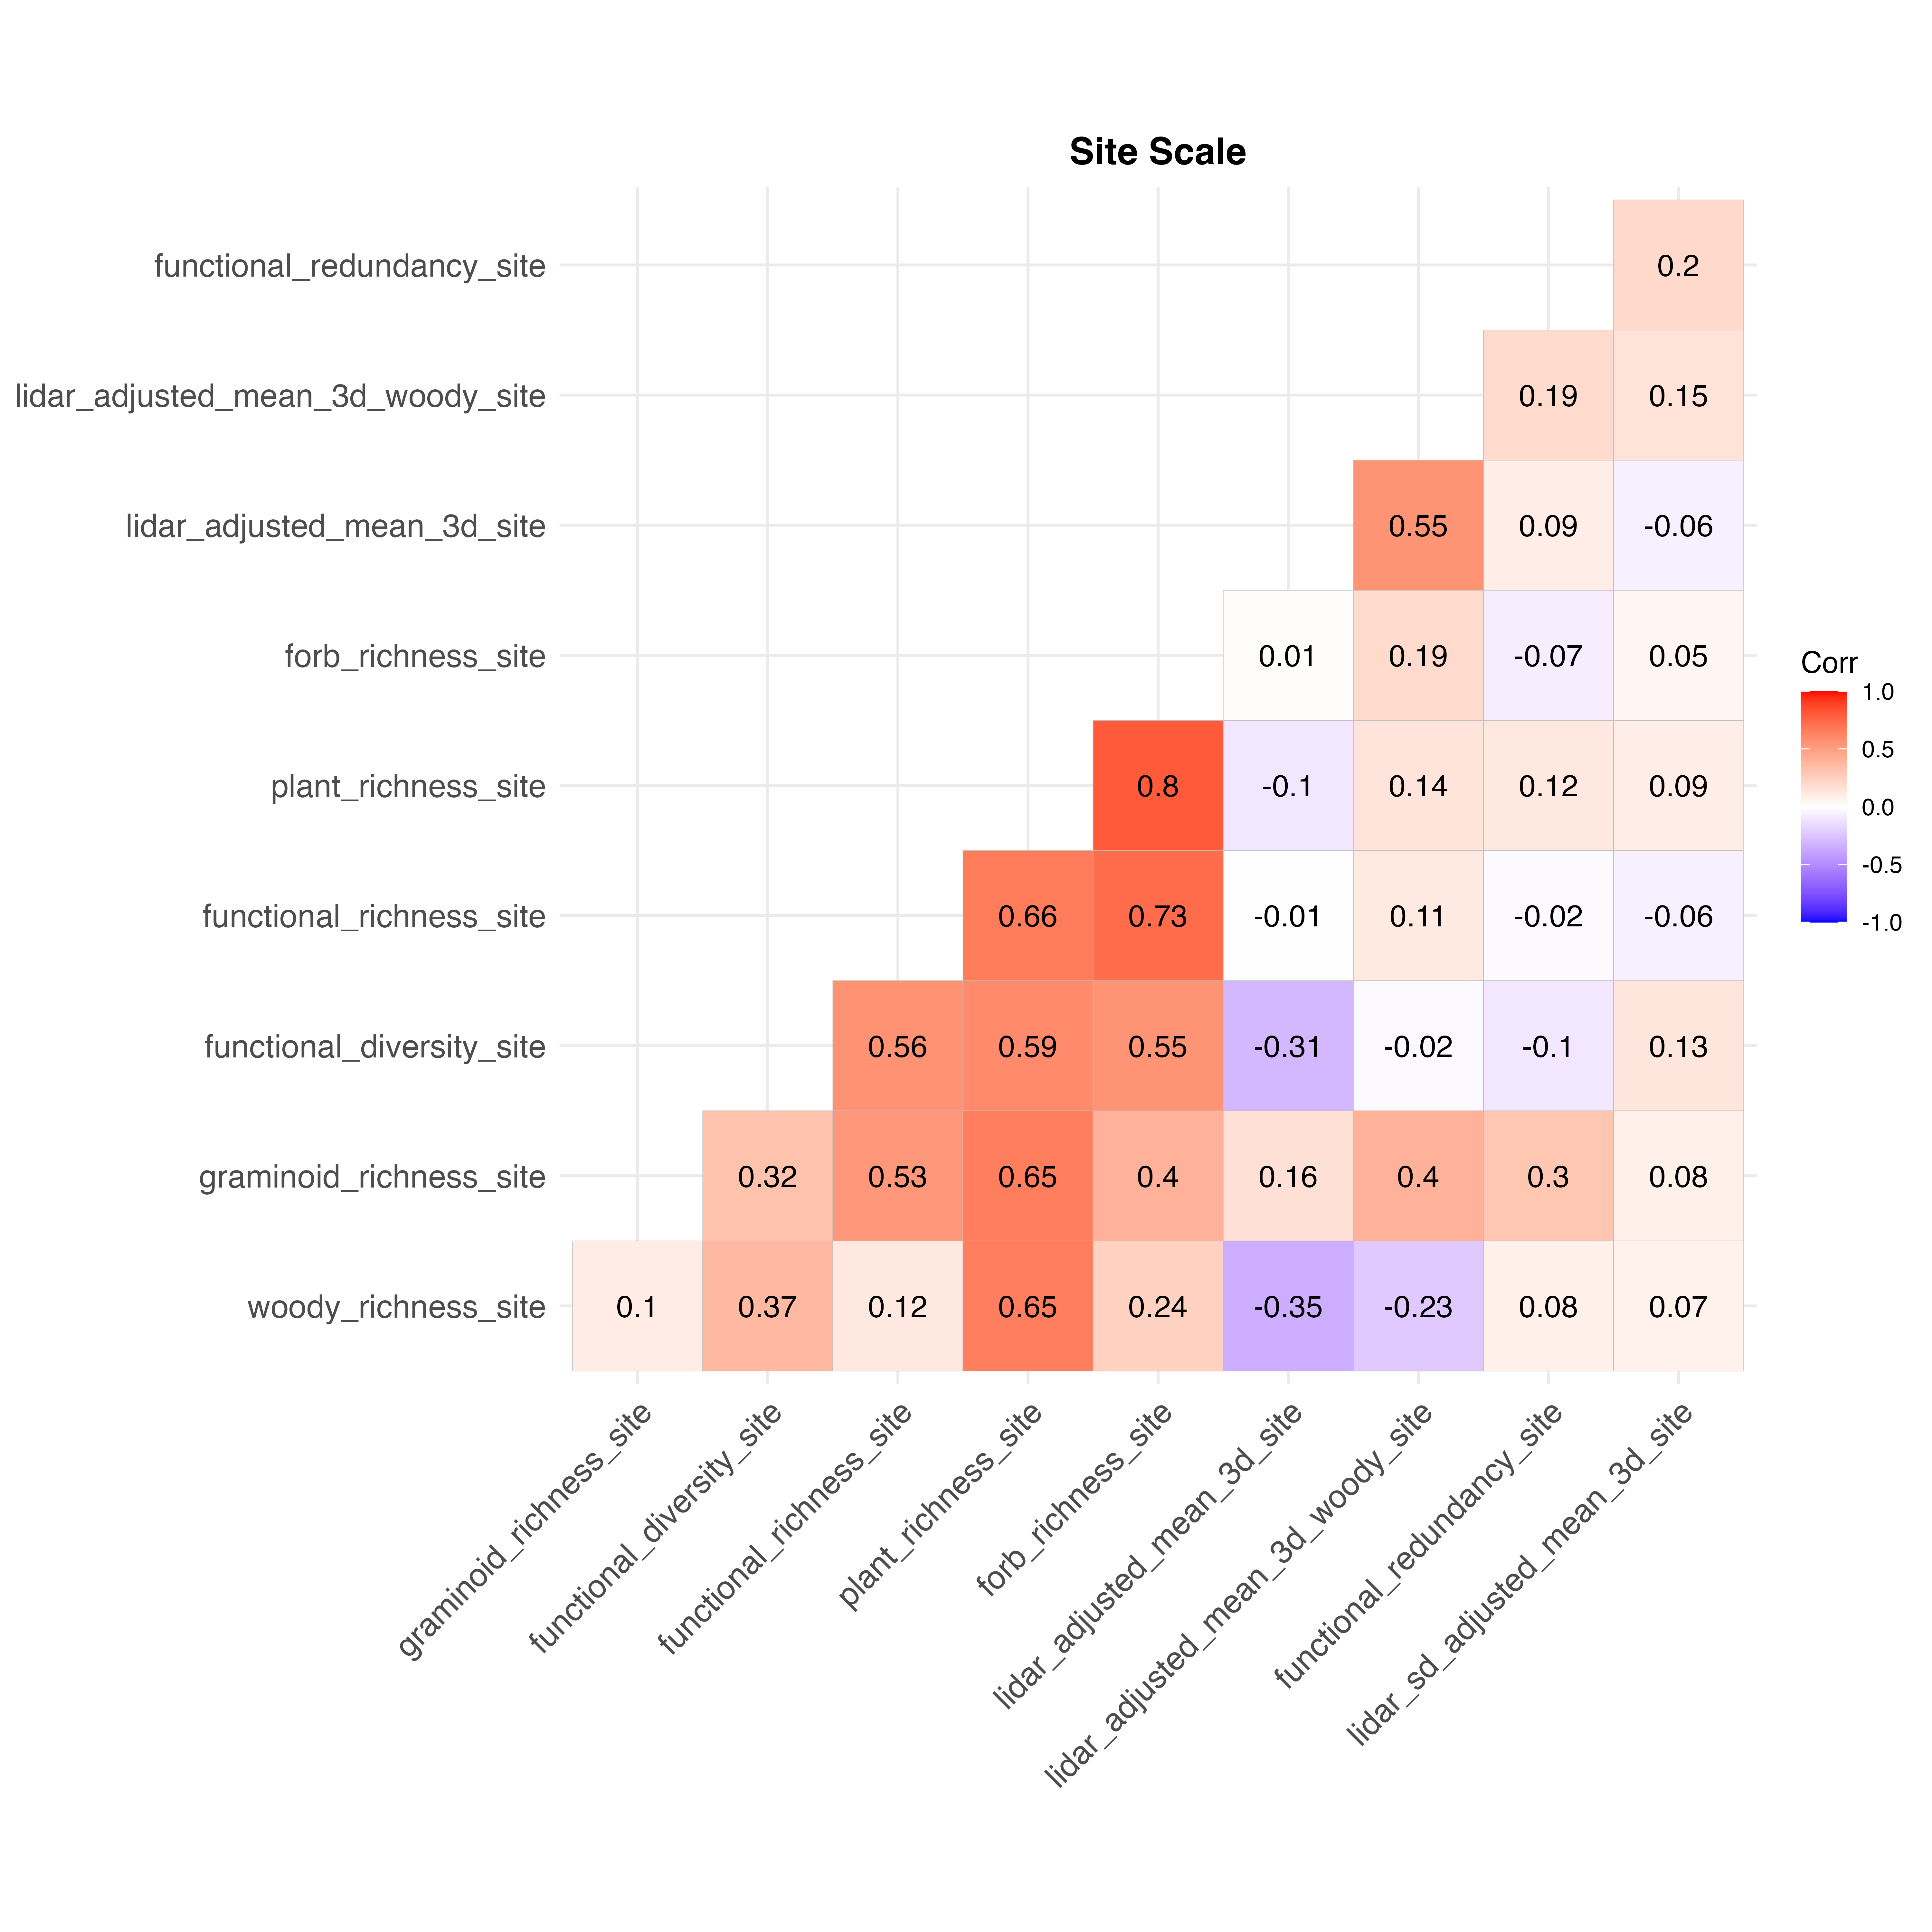 Site Scale
functional_redundancy_site
0.2
lidar_adjusted_mean_3d_woody_site
0.19 0.15
lidar_adjusted_mean_3d_site
0.55 0.09 -0.06
forb_richness_site
0.01 0.19 -0.07 0.05
plant_richness_site
0.8 -0.1 0.14 0.12 0.09
functional_richness_site
0.66 0.73 -0.01 0.11 -0.02 -0.06
functional_diversity_site
0.56 0.59 0.55 -0.31 -0.02 -0.1 0.13
graminoid_richness_site
0.32 0.53 0.65 0.4 0.16 0.4 0.3 0.08
woody_richness_site
0.1 0.37 0.12 0.65 0.24 -0.35 -0.23 0.08 0.07
graminoid_richness_site
functional_diversity_site
functional_richness_site
plant_richness_site
forb_richness_site
lidar_adjusted_mean_3d_site
lidar_adjusted_mean_3d_woody_site
functional_redundancy_site
lidar_sd_adjusted_mean_3d_site
Corr
1.0
0.5
0.0
-0.5
-1.0